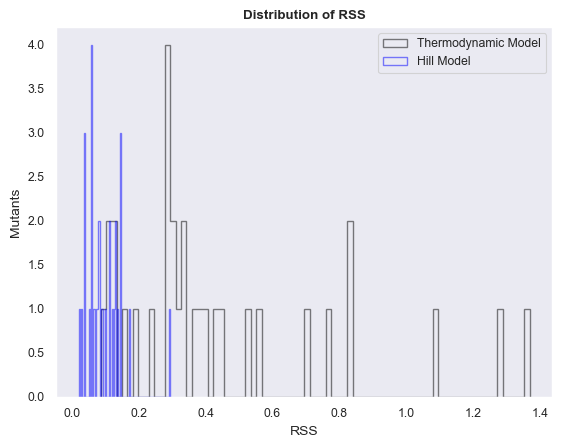 Distribution of RSS
Thermodynamic Model
Hill Model
4.0
3.5
3.0
2.5
2.0
1.5
1.0
0.5
0.0
Mutants
0.0 0.2 0.4 0.6 0.8 1.0 1.2 1.4
RSS